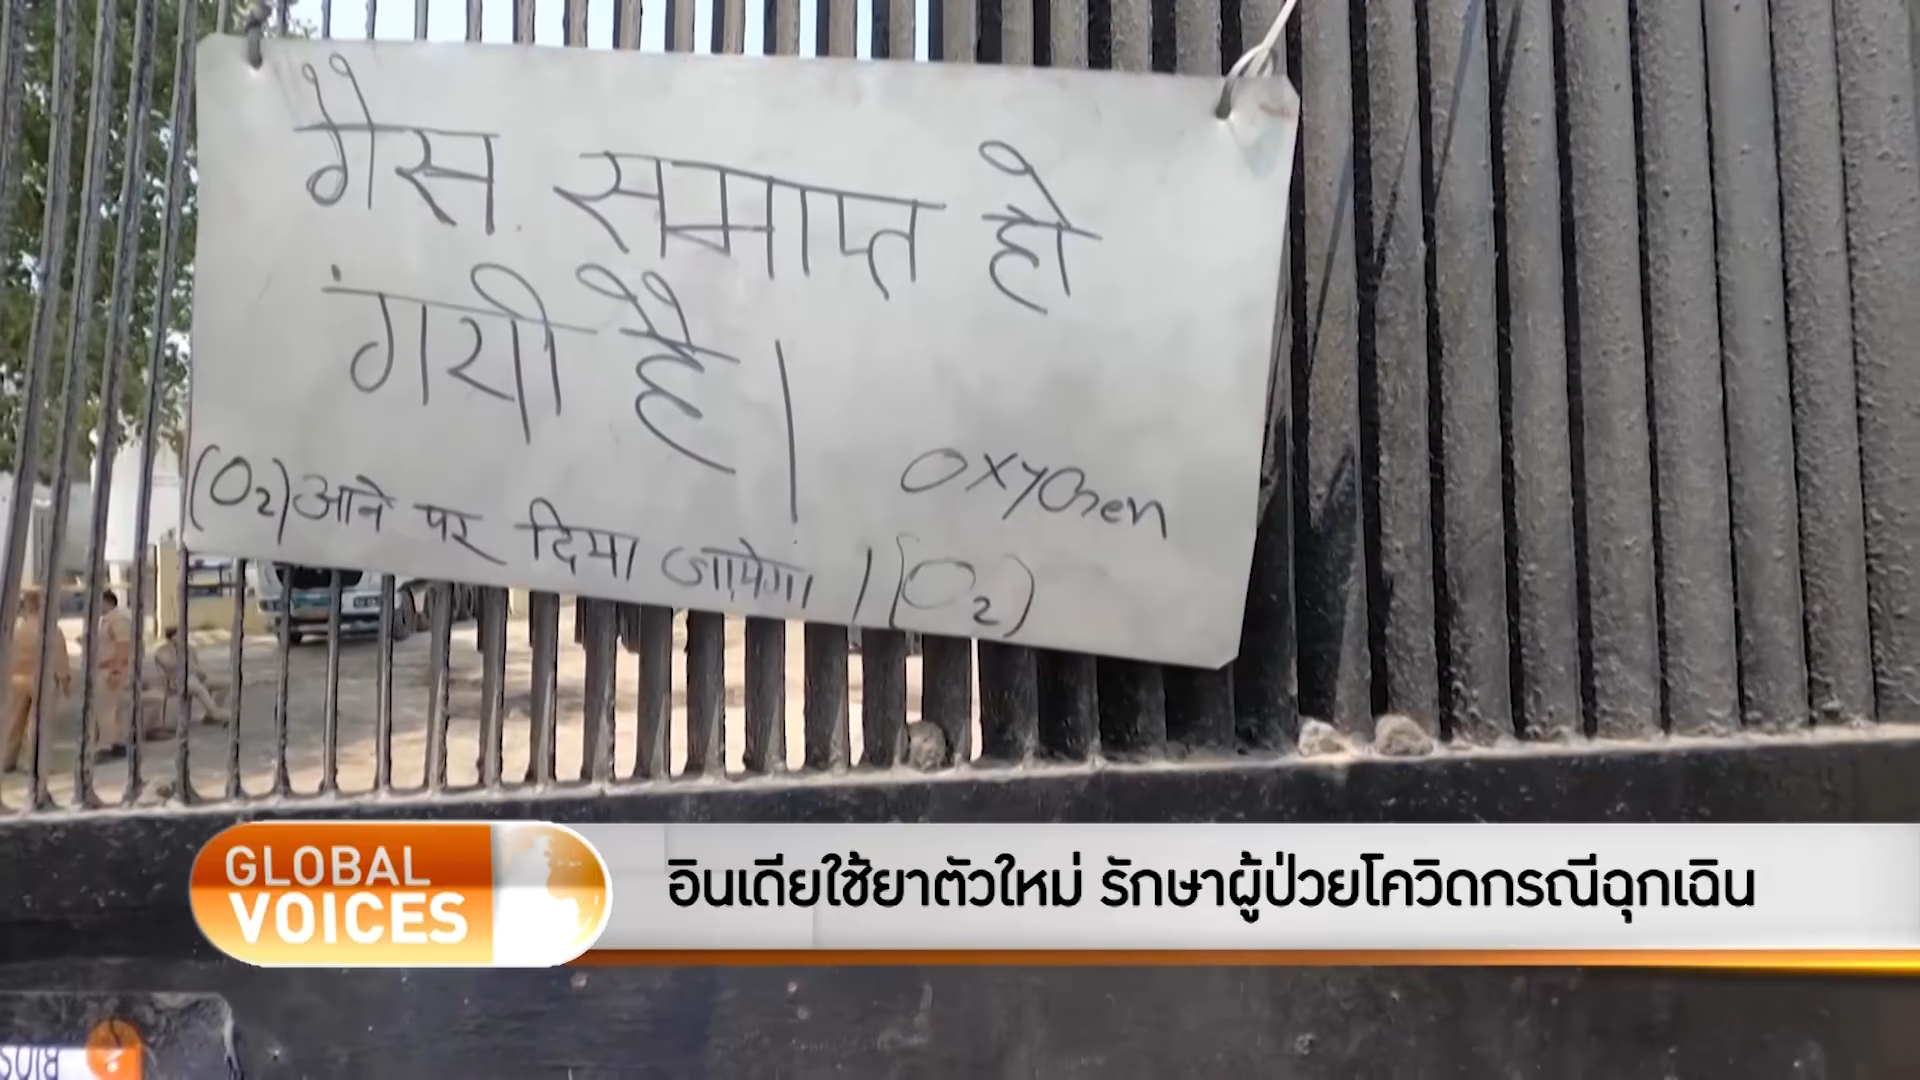 गैस समाप्त हो
गयी है।
oxyGen
(O₂) आने पर दिया जायेगा । (O₂)
GLOBAL
VOICES
อินเดียใช้ยาตัวใหม่ รักษาผู้ป่วยโควิดกรณีฉุกเฉิน